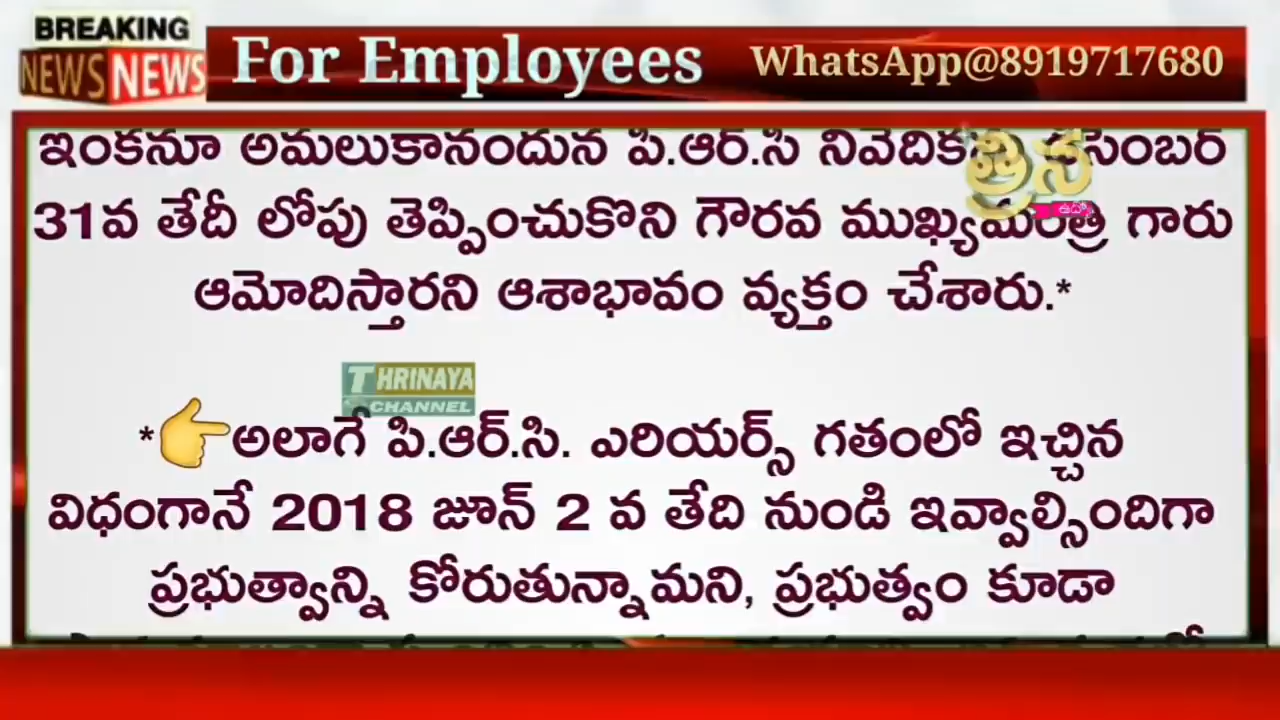 BREAKING
NEWS NEWS
For Employees
WhatsApp@8919717680
ఇంకనూ అమలుకానందున పి.ఆర్.సి
త్రిన
31వ తేదీ లోపు తెప్పించుకొని గౌరవ ముఖ్యమంత్రి గారు
ఆమోదిస్తారని ఆశాభావం వ్యక్తం చేశారు.*
THRINAYA
CHANNEL
*👉అలాగే పి.ఆర్.సి. ఎరియర్స్ గతంలో ఇచ్చిన
విధంగానే 2018 జూన్ 2 వ తేది నుండి ఇవ్వాల్సిందిగా
ప్రభుత్వాన్ని కోరుతున్నామని, ప్రభుత్వం కూడా